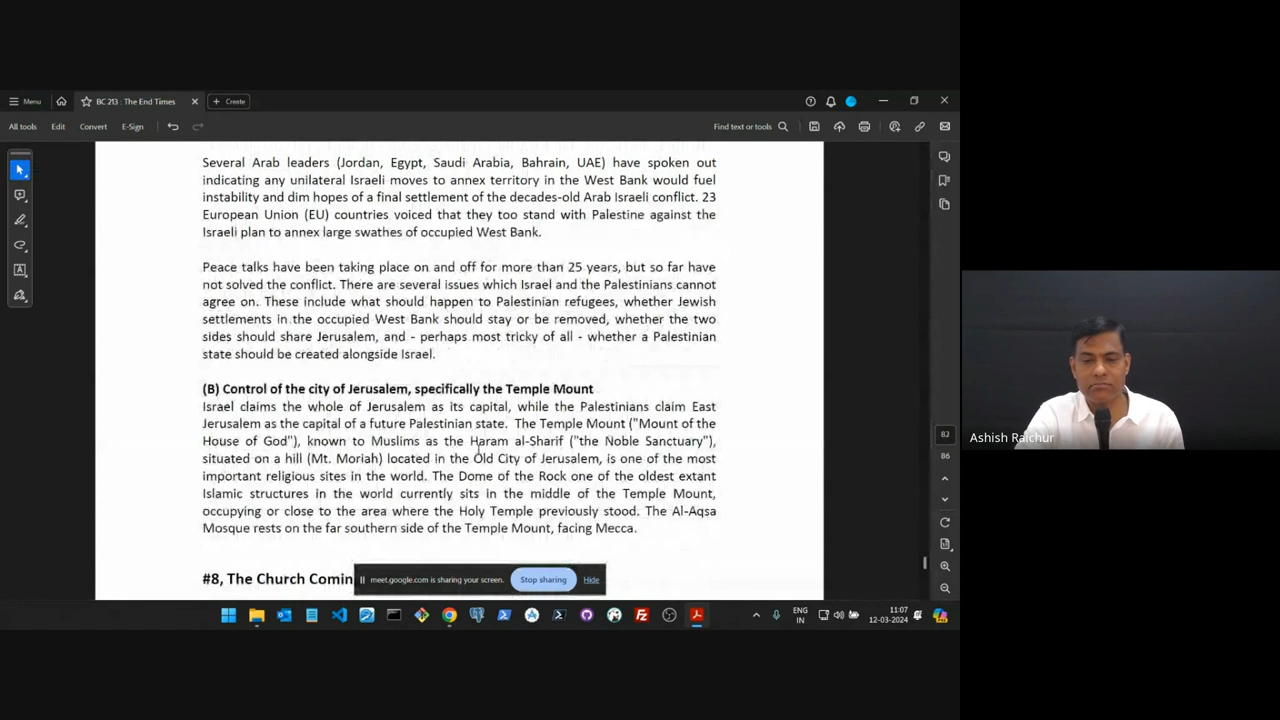 Menu
BC 213 : The End Times
Create
All tools
Edit
Convert
E-Sign
Find text or tools
Several Arab leaders (Jordan, Egypt, Saudi Arabia, Bahrain, UAE) have spoken out
indicating any unilateral Israeli moves to annex territory in the West Bank would fuel
instability and dim hopes of a final settlement of the decades-old Arab Israeli conflict. 23
European Union (EU) countries voiced that they too stand with Palestine against the
Israeli plan to annex large swathes of occupied West Bank.
Peace talks have been taking place on and off for more than 25 years, but so far have
not solved the conflict. There are several issues which Israel and the Palestinians cannot
agree on. These include what should happen to Palestinian refugees, whether Jewish
settlements in the occupied West Bank should stay or be removed, whether the two
sides should share Jerusalem, and - perhaps most tricky of all - whether a Palestinian
state should be created alongside Israel.
(B) Control of the city of Jerusalem, specifically the Temple Mount
Israel claims the whole of Jerusalem as its capital, while the Palestinians claim East
Jerusalem as the capital of a future Palestinian state. The Temple Mount ("Mount of the
House of God"), known to Muslims as the Haram al-Sharif ("the Noble Sanctuary"),
situated on a hill (Mt. Moriah) located in the Old City of Jerusalem, is one of the most
important religious sites in the world. The Dome of the Rock one of the oldest extant
Islamic structures in the world currently sits in the middle of the Temple Mount,
occupying or close to the area where the Holy Temple previously stood. The Al-Aqsa
Mosque rests on the far southern side of the Temple Mount, facing Mecca.
#8, The Church Comin
meet.google.com is sharing your screen.
Stop sharing
Hide
82
86
ENG
IN
11:07
12-03-2024
Ashish Raichur